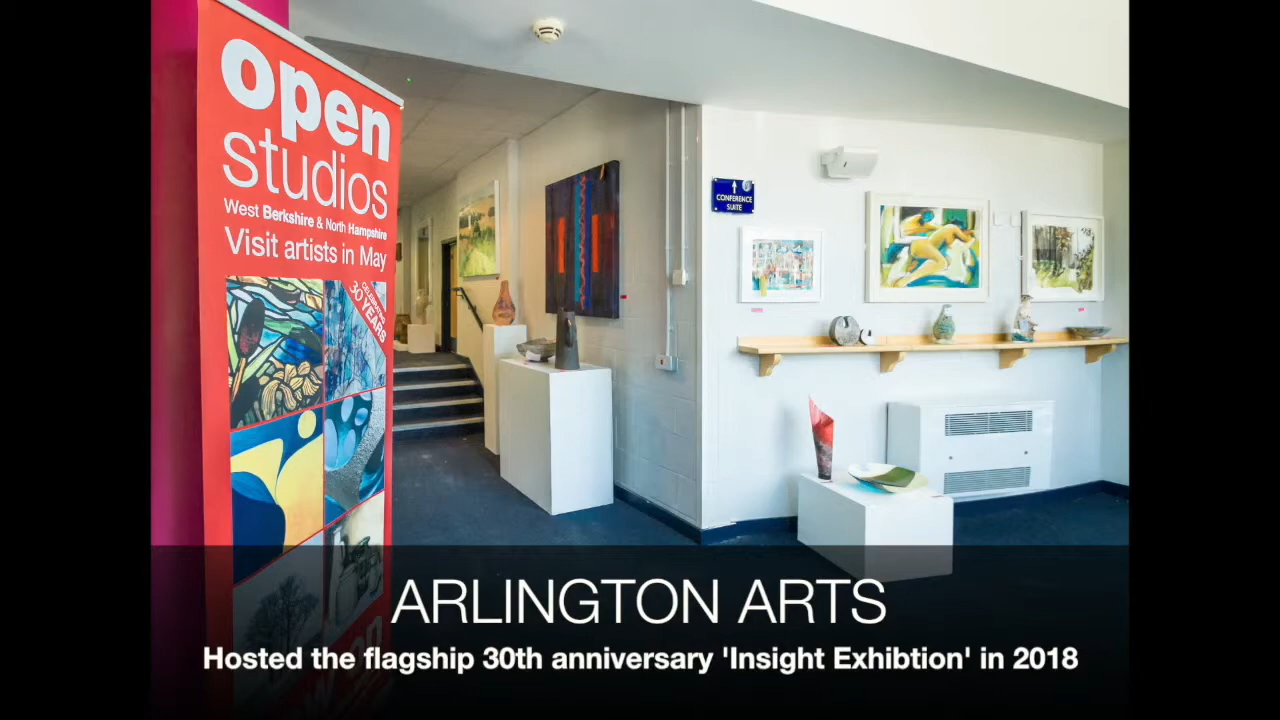 open
studios
West Berkshire & North Hampshire
Visit artists in May
CELEBRATING
30 YEARS
CONFERENCE
SUITE
ARLINGTON ARTS
Hosted the flagship 30th anniversary 'Insight Exhibtion' in 2018